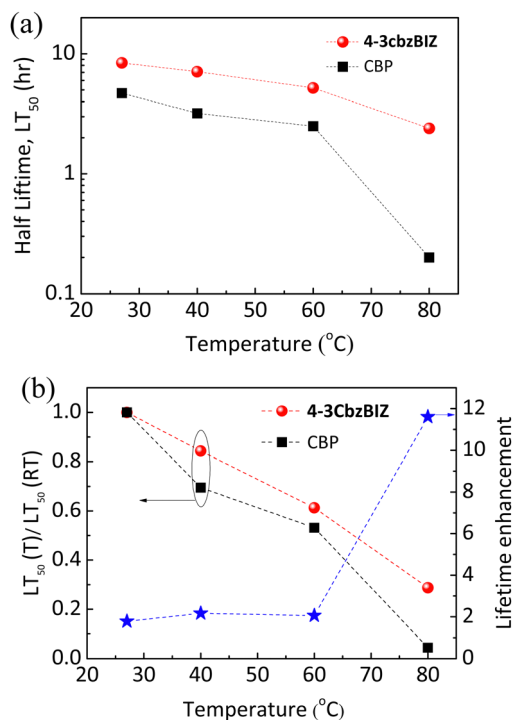 (a)
Half Liftime, LT50 (hr)
10
1
0.1
4-3cbzBIZ
CBP
20 30 40 50 60 70 80
Temperature (°C)
(b)
LT50 (T)/ LT50 (RT)
1.0
0.8
0.6
0.4
0.2
0.0
4-3CbzBIZ
CBP
12
10
8
6
4
2
0
Lifetime enhancement
20 30 40 50 60 70 80
Temperature (°C)